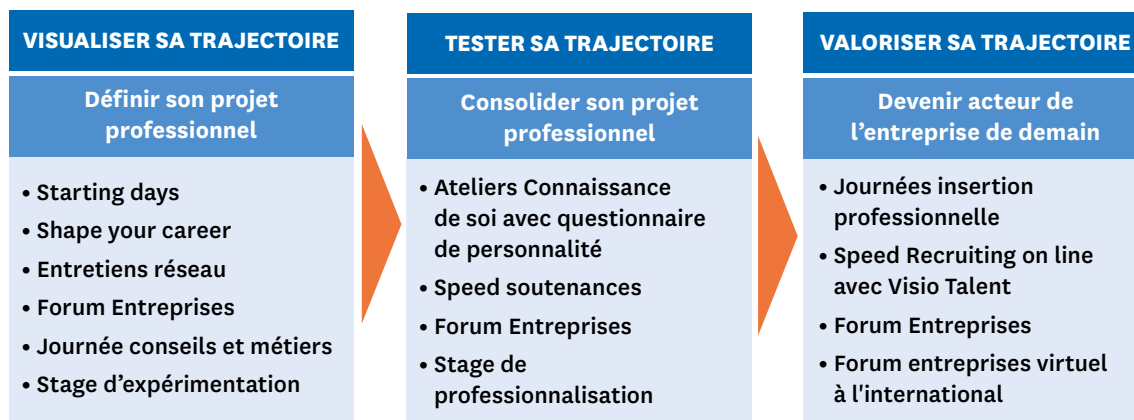 VISUALISER SA TRAJECTOIRE
Définir son projet
professionnel
• Starting days
• Shape your career
• Entretiens réseau
• Forum Entreprises
• Journée conseils et métiers
• Stage d’expérimentation
TESTER SA TRAJECTOIRE
Consolider son projet
professionnel
• Ateliers Connaissance
de soi avec questionnaire
de personnalité
• Speed soutenances
• Forum Entreprises
• Stage de
professionnalisation
VALORISER SA TRAJECTOIRE
Devenir acteur de
l’entreprise de demain
• Journées insertion
professionnelle
• Speed Recruiting on line
avec Visio Talent
• Forum Entreprises
• Forum entreprises virtuel
à l'international